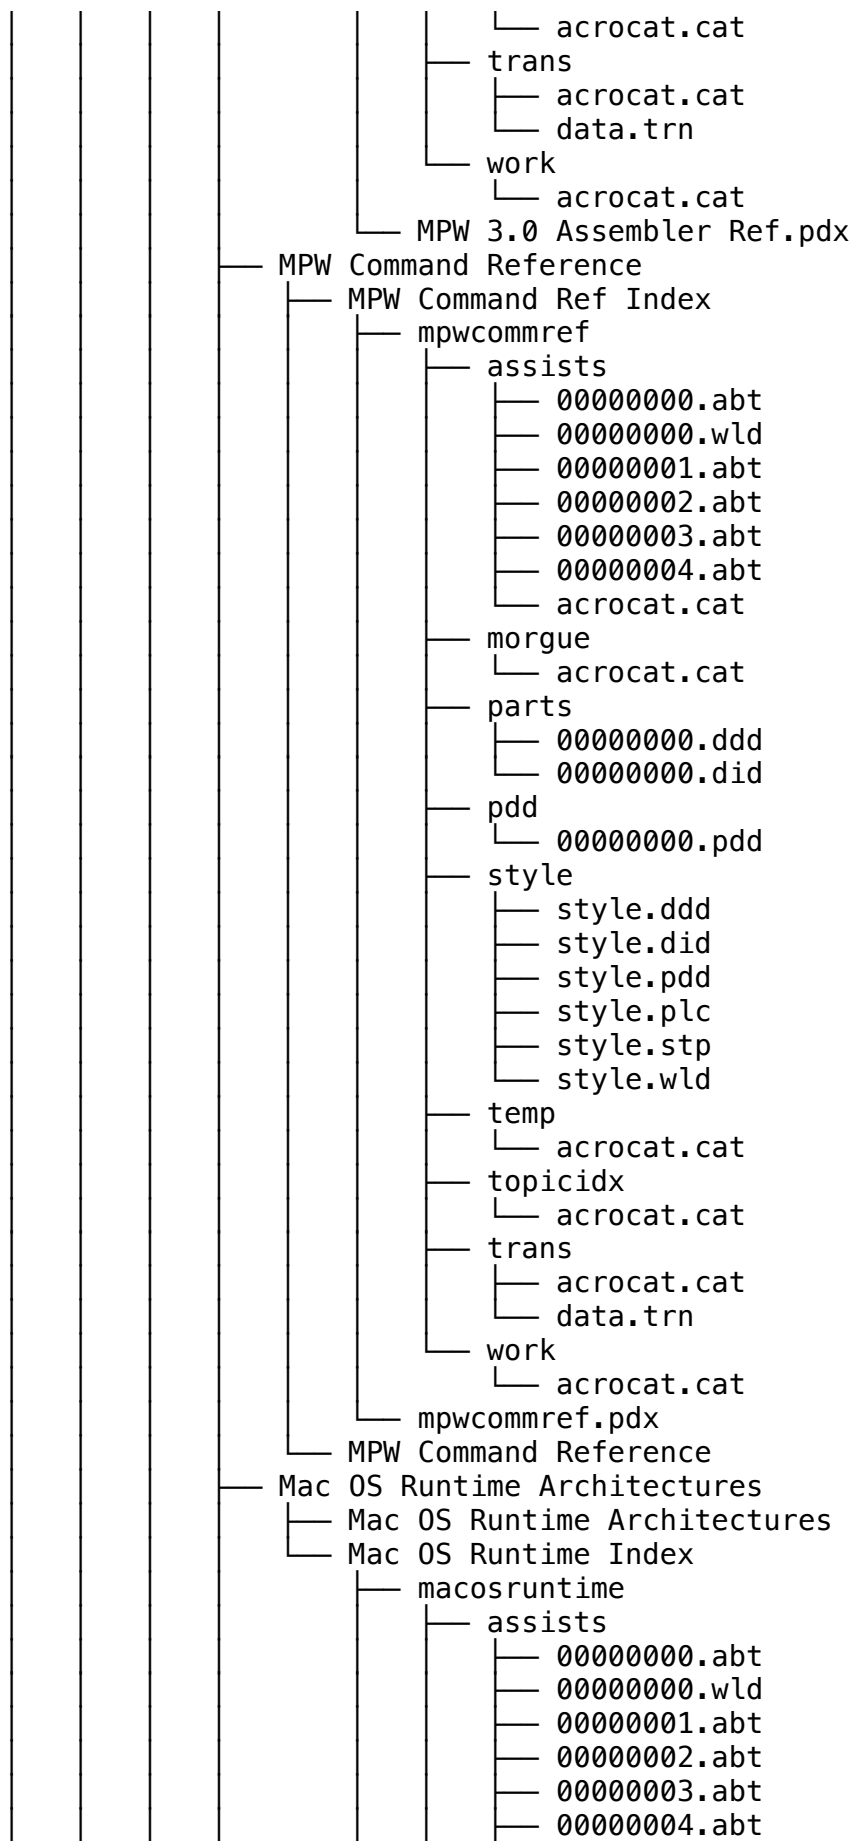 │   │   │   │       │   │   └── acrocat.cat
│   │   │   │       │   ├── trans
│   │   │   │       │   │   ├── acrocat.cat
│   │   │   │       │   │   └── data.trn
│   │   │   │       │   └── work
│   │   │   │       │       └── acrocat.cat
│   │   │   │       └── MPW 3.0 Assembler Ref.pdx
│   │   │   ├── MPW Command Reference
│   │   │   │   ├── MPW Command Ref Index
│   │   │   │   │   ├── mpwcommref
│   │   │   │   │   │   ├── assists
│   │   │   │   │   │   │   ├── 00000000.abt
│   │   │   │   │   │   │   ├── 00000000.wld
│   │   │   │   │   │   │   ├── 00000001.abt
│   │   │   │   │   │   │   ├── 00000002.abt
│   │   │   │   │   │   │   ├── 00000003.abt
│   │   │   │   │   │   │   ├── 00000004.abt
│   │   │   │   │   │   │   └── acrocat.cat
│   │   │   │   │   │   ├── morgue
│   │   │   │   │   │   │   └── acrocat.cat
│   │   │   │   │   │   ├── parts
│   │   │   │   │   │   │   ├── 00000000.ddd
│   │   │   │   │   │   │   └── 00000000.did
│   │   │   │   │   │   ├── pdd
│   │   │   │   │   │   │   └── 00000000.pdd
│   │   │   │   │   │   ├── style
│   │   │   │   │   │   │   ├── style.ddd
│   │   │   │   │   │   │   ├── style.did
│   │   │   │   │   │   │   ├── style.pdd
│   │   │   │   │   │   │   ├── style.plc
│   │   │   │   │   │   │   ├── style.stp
│   │   │   │   │   │   │   └── style.wld
│   │   │   │   │   │   ├── temp
│   │   │   │   │   │   │   └── acrocat.cat
│   │   │   │   │   │   ├── topicidx
│   │   │   │   │   │   │   └── acrocat.cat
│   │   │   │   │   │   ├── trans
│   │   │   │   │   │   │   ├── acrocat.cat
│   │   │   │   │   │   │   └── data.trn
│   │   │   │   │   │   └── work
│   │   │   │   │   │       └── acrocat.cat
│   │   │   │   │   └── mpwcommref.pdx
│   │   │   │   └── MPW Command Reference
│   │   │   ├── Mac OS Runtime Architectures
│   │   │   │   ├── Mac OS Runtime Architectures
│   │   │   │   └── Mac OS Runtime Index
│   │   │   │       ├── macosruntime
│   │   │   │       │   ├── assists
│   │   │   │       │   │   ├── 00000000.abt
│   │   │   │       │   │   ├── 00000000.wld
│   │   │   │       │   │   ├── 00000001.abt
│   │   │   │       │   │   ├── 00000002.abt
│   │   │   │       │   │   ├── 00000003.abt
│   │   │   │       │   │   ├── 00000004.abt